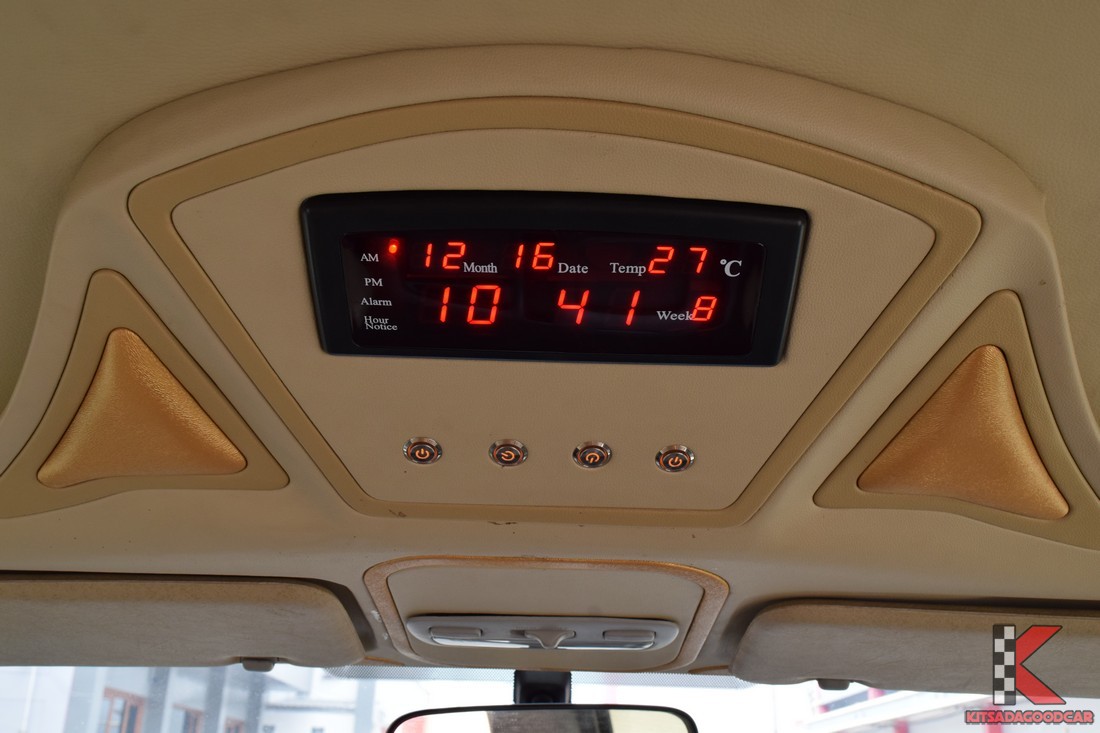 AM 12 Month 16 Date Temp 27 °C
PM
Alarm 10 41 Week 8
Hour
Notice
K
KITSADAGOODCAR